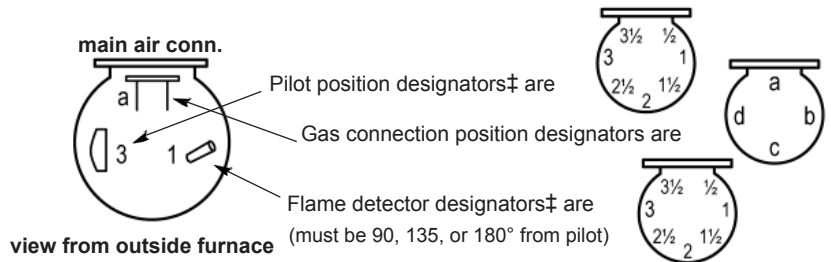 main air conn.
a
3
1
view from outside furnace
Pilot position designators‡ are
3½ ½
3 1
2½ 1½
2
Gas connection position designators are
a
d b
c
Flame detector designators‡ are
(must be 90, 135, or 180° from pilot)
3½ ½
3 1
2½ 1½
2